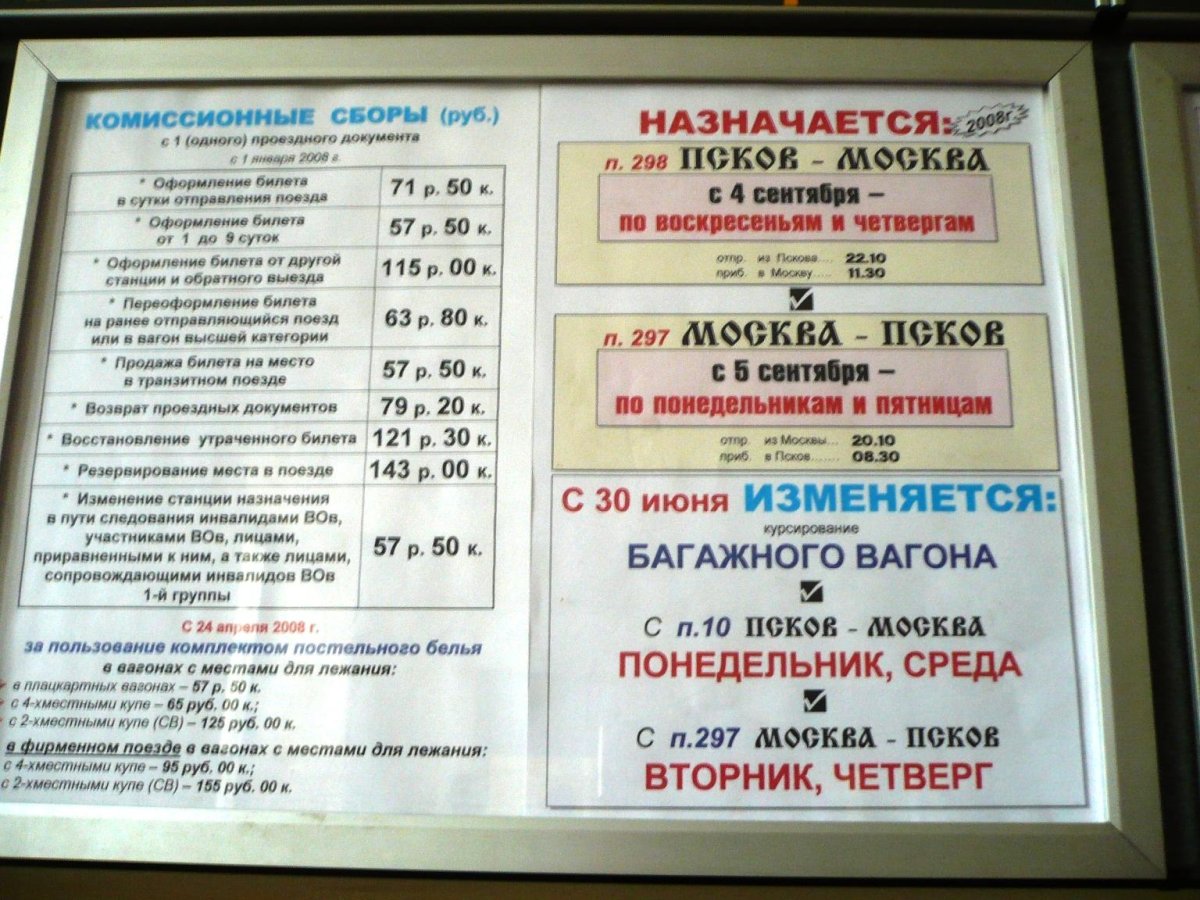 КОМИССИОННЫЕ СБОРЫ (руб.)
с 1 (одного) проездного документа
с 1 января 2008 г.
* Оформление билета
в сутки отправления поезда
71 р. 50 к.
* Оформление билета
от 1 до 9 суток
57 р. 50 к.
* Оформление билета от другой
станции и обратного выезда
115 р. 00 к.
* Переоформление билета
на ранее отправляющийся поезд
или в вагон высшей категории
63 р. 80 к.
* Продажа билета на место
в транзитном поезде
57 р. 50 к.
* Возврат проездных документов
79 р. 20 к.
* Восстановление утраченного билета
121 р. 30 к.
* Резервирование места в поезде
143 р. 00 к.
* Изменение станции назначения
в пути следования инвалидами ВОв,
участниками ВОв, лицами,
приравненными к ним, а также лицами,
сопровождающими инвалидов ВОв
1-й группы
57 р. 50 к.
С 24 апреля 2008 г.
за пользование комплектом постельного белья
в вагонах с местами для лежания:
в плацкартных вагонах – 57 р. 50 к.
с 4-хместными купе – 65 руб. 00 к.;
с 2-хместными купе (СВ) – 125 руб. 00 к.
в фирменном поезде в вагонах с местами для лежания:
с 4-хместными купе – 95 руб. 00 к.;
с 2-хместными купе (СВ) – 155 руб. 00 к.
НАЗНАЧАЕТСЯ:
2008г
п. 298 ПСКОВ - МОСКВА
с 4 сентября –
по воскресеньям и четвергам
отпр. из Пскова.... 22.10
приб. в Москву..... 11.30
п. 297 МОСКВА - ПСКОВ
с 5 сентября –
по понедельникам и пятницам
отпр. из Москвы... 20.10
приб. в Псков....... 08.30
С 30 июня ИЗМЕНЯЕТСЯ:
курсирование
БАГАЖНОГО ВАГОНА
С п.10 ПСКОВ - МОСКВА
ПОНЕДЕЛЬНИК, СРЕДА
С п.297 МОСКВА - ПСКОВ
ВТОРНИК, ЧЕТВЕРГ